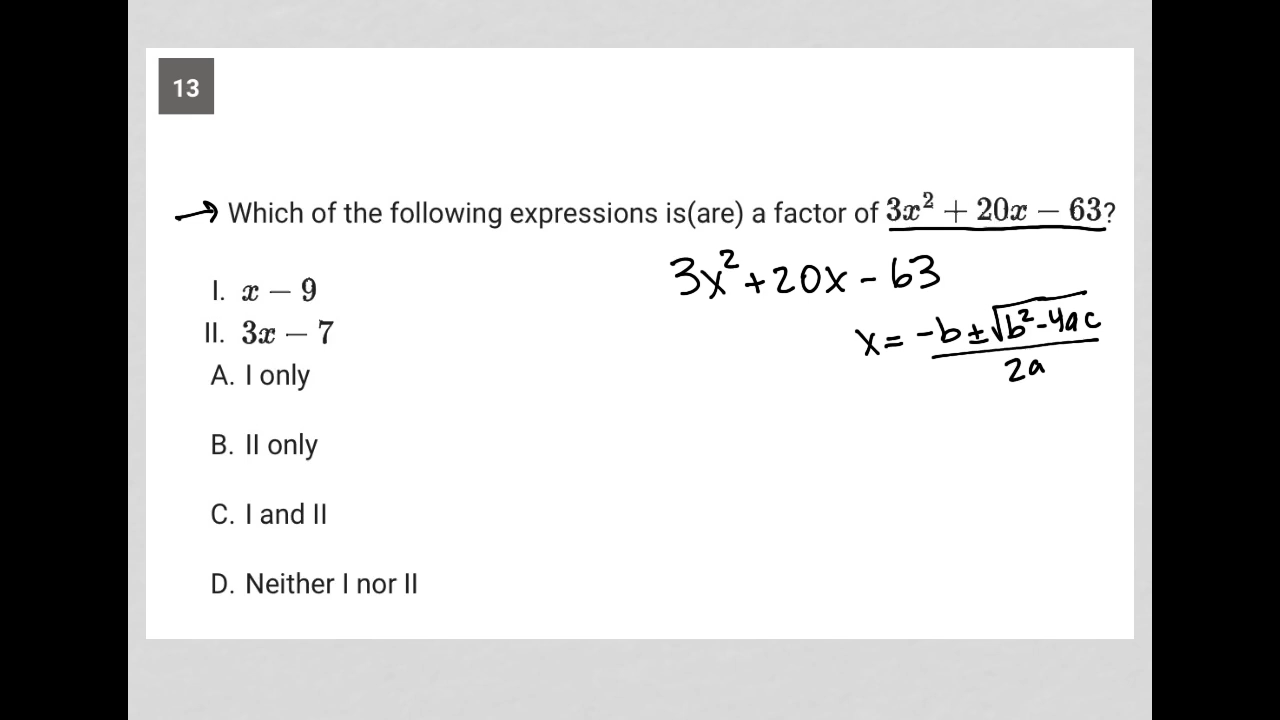 13
Which of the following expressions is(are) a factor of 3x² + 20x − 63?
3x² + 20x - 63
I. x − 9
x = -b ± √b² - 4ac / 2a
II. 3x − 7
A. I only
B. II only
C. I and II
D. Neither I nor II